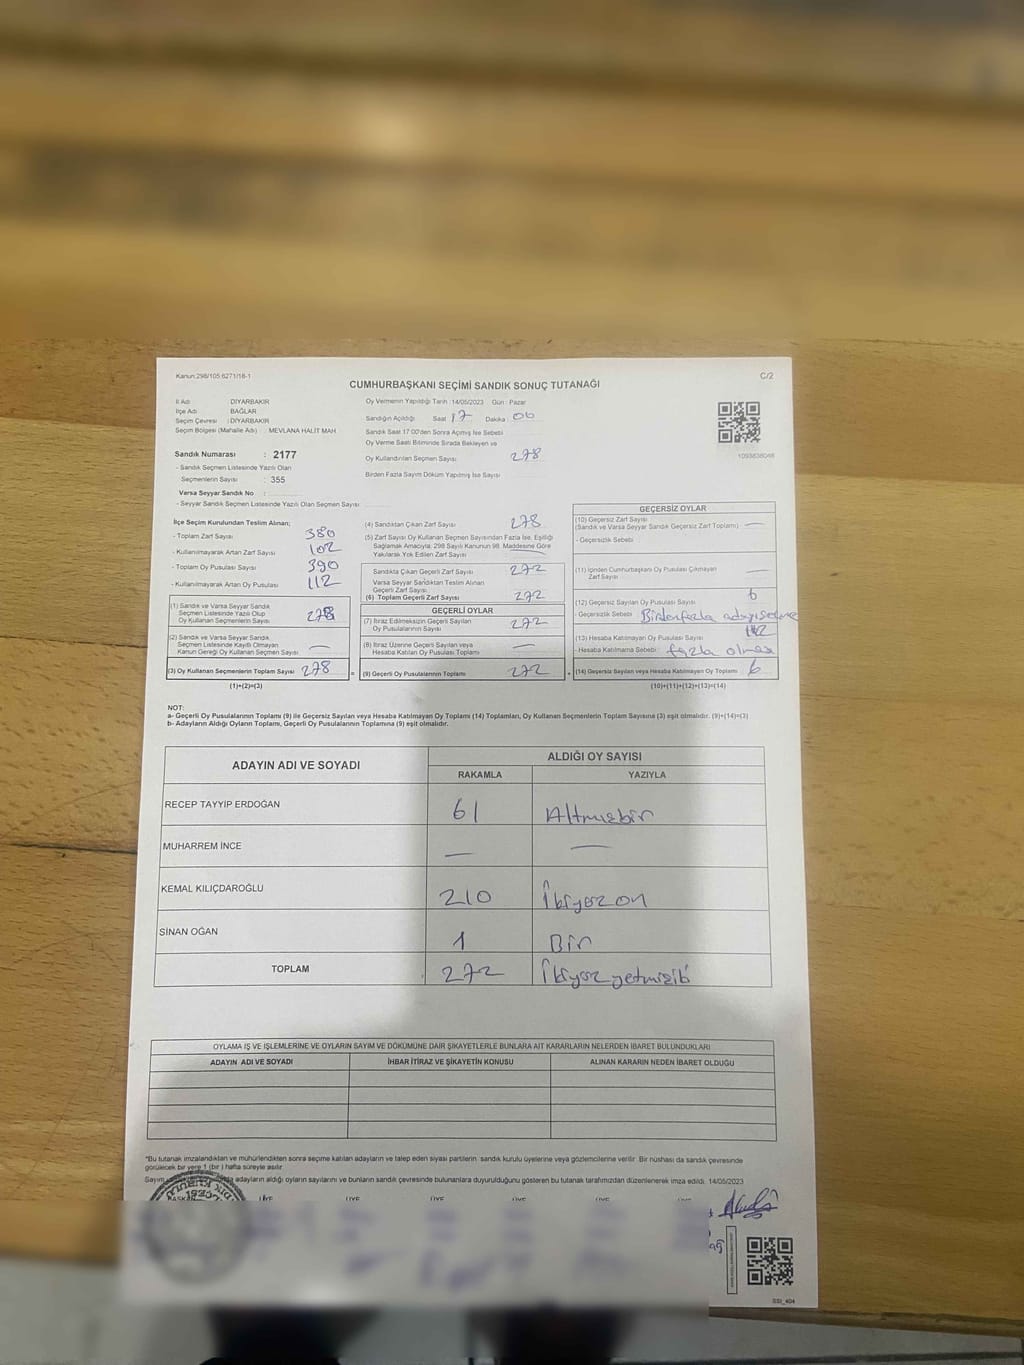 Kanun:298/105;6271/18-1
C/2
CUMHURBAŞKANI SEÇİMİ SANDIK SONUÇ TUTANAĞI
İl Adı : DİYARBAKIR
İlçe Adı : BAĞLAR
Seçim Çevresi : DİYARBAKIR
Seçim Bölgesi (Mahalle Adı) : MEVLANA HALİT MAH
Sandık Numarası : 2177
- Sandık Seçmen Listesinde Yazılı Olan
Seçmenlerin Sayısı : 355
Varsa Seyyar Sandık No :
- Seyyar Sandık Seçmen Listesinde Yazılı Olan Seçmen Sayısı :
Oy Vermenin Yapıldığı Tarih :14/05/2023 Gün : Pazar
Sandığın Açıldığı Saat 17 Dakika : 00
Sandık Saat 17:00'den Sonra Açılmış İse Sebebi
Oy Verme Saati Bitiminde Sırada Bekleyen ve
Oy Kullandırılan Seçmen Sayısı 278
Birden Fazla Sayım Döküm Yapılmış İse Sayısı
1093838048
İlçe Seçim Kurulundan Teslim Alınan;
- Toplam Zarf Sayısı 380
- Kullanılmayarak Artan Zarf Sayısı 102
- Toplam Oy Pusulası Sayısı 390
- Kullanılmayarak Artan Oy Pusulası 112
(1) Sandık ve Varsa Seyyar Sandık
Seçmen Listesinde Yazılı Olup
Oy Kullanan Seçmenlerin Sayısı 278
(2) Sandık ve Varsa Seyyar Sandık
Seçmen Listesinde Kayıtlı Olmayan
Kanun Gereği Oy Kullanan Seçmen Sayısı —
(3) Oy Kullanan Seçmenlerin Toplam Sayısı 278
(1)+(2)=(3)
(4) Sandıktan Çıkan Zarf Sayısı 278
(5) Zarf Sayısı Oy Kullanan Seçmen Sayısından Fazla İse, Eşitliği
Sağlamak Amacıyla; 298 Sayılı Kanunun 98. Maddesine Göre
Yakılarak Yok Edilen Zarf Sayısı —
Sandıkta Çıkan Geçerli Zarf Sayısı 272
Varsa Seyyar Sandıktan Teslim Alınan
Geçerli Zarf Sayısı
(6) Toplam Geçerli Zarf Sayısı 272
GEÇERLİ OYLAR
(7) İtiraz Edilmeksizin Geçerli Sayılan
Oy Pusulalarının Sayısı 272
(8) İtiraz Üzerine Geçerli Sayılan veya
Hesaba Katılan Oy Pusulası Toplamı —
= (9) Geçerli Oy Pusulalarının Toplamı 272 +
GEÇERSİZ OYLAR
(10) Geçersiz Zarf Sayısı
(Sandık ve Varsa Seyyar Sandık Geçersiz Zarf Toplamı) —
- Geçersizlik Sebebi
(11) İçinden Cumhurbaşkanı Oy Pusulası Çıkmayan
Zarf Sayısı —
(12) Geçersiz Sayılan Oy Pusulası Sayısı 6
- Geçersizlik Sebebi
(13) Hesaba Katılmayan Oy Pusulası Sayısı
- Hesaba Katılmama Sebebi fazla olması
(14) Geçersiz Sayılan veya Hesaba Katılmayan Oy Toplamı 6
(10)+(11)+(12)+(13)=(14)
NOT:
a- Geçerli Oy Pusulalarının Toplamı (9) ile Geçersiz Sayılan veya Hesaba Katılmayan Oy Toplamı (14) Toplamları, Oy Kullanan Seçmenlerin Toplam Sayısına (3) eşit olmalıdır. (9)+(14)=(3)
b- Adayların Aldığı Oyların Toplamı, Geçerli Oy Pusulalarının Toplamına (9) eşit olmalıdır.
ADAYIN ADI VE SOYADI
ALDIĞI OY SAYISI
RAKAMLA YAZIYLA
RECEP TAYYİP ERDOĞAN 61 Altmışbir
MUHARREM İNCE — —
KEMAL KILIÇDAROĞLU 210 İkiyüzon
SİNAN OĞAN 1 Bir
TOPLAM 272
OYLAMA İŞ VE İŞLEMLERİNE VE OYLARIN SAYIM VE DÖKÜMÜNE DAİR ŞİKAYETLERLE BUNLARA AİT KARARLARIN NELERDEN İBARET BULUNDUKLARI
ADAYIN ADI VE SOYADI İHBAR İTİRAZ VE ŞİKAYETİN KONUSU ALINAN KARARIN NEDEN İBARET OLDUĞU
*Bu tutanak imzalandıktan ve mühürlendikten sonra seçime katılan adayların ve talep eden siyasi partilerin sandık kurulu üyelerine veya gözlemcilerine verilir. Bir nüshası da sandık çevresinde
görülecek bir yere 1 (bir ) hafta süreyle asılır.
adayların aldığı oyların sayılarını ve bunların sandık çevresinde bulunanlara duyurulduğunu gösteren bu tutanak tarafımızdan düzenlenerek imza edildi. 14/05/2023
BAŞKAN ÜYE ÜYE ÜYE ÜYE ÜYE ÜYE
SSI_404